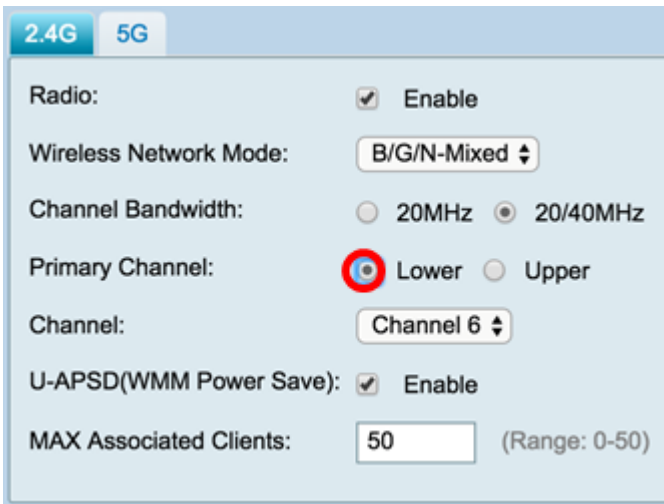 2.4G 5G
Radio: Enable
Wireless Network Mode: B/G/N-Mixed
Channel Bandwidth: 20MHz 20/40MHz
Primary Channel: Lower Upper
Channel: Channel 6
U-APSD(WMM Power Save): Enable
MAX Associated Clients: 50 (Range: 0-50)